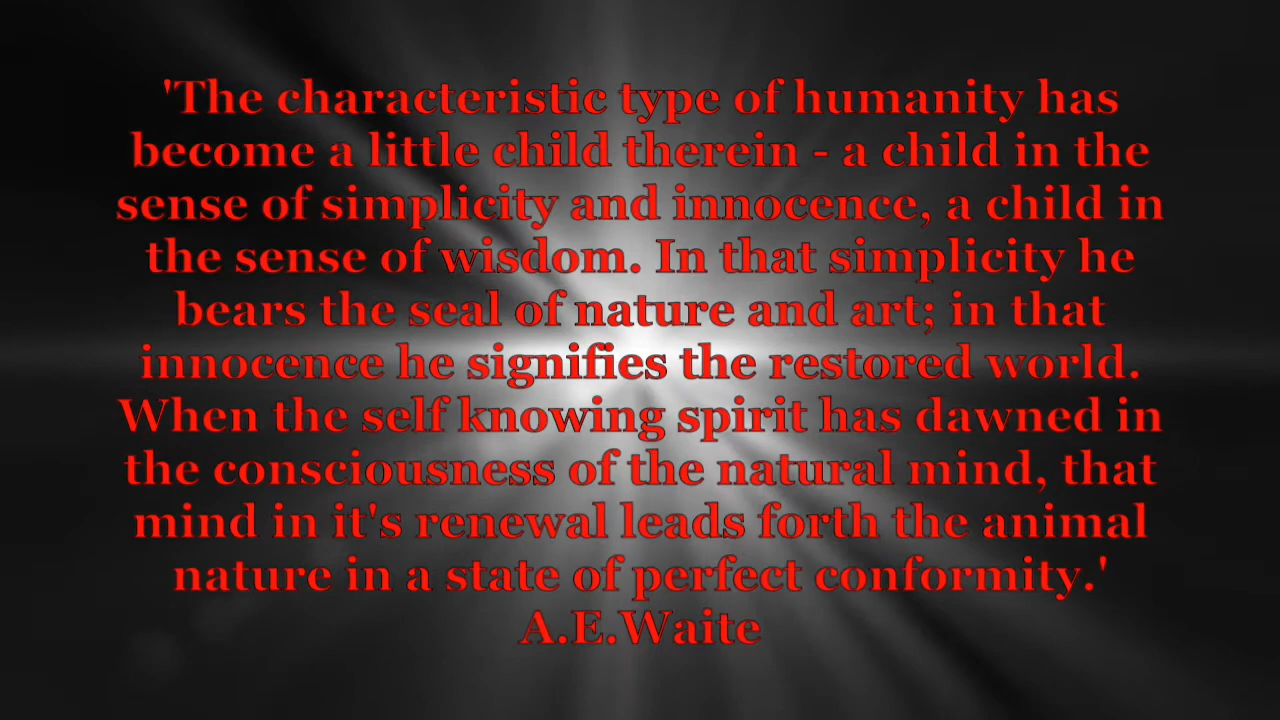 'The characteristic type of humanity has
become a little child therein - a child in the
sense of simplicity and innocence, a child in
the sense of wisdom. In that simplicity he
bears the seal of nature and art; in that
innocence he signifies the restored world.
When the self knowing spirit has dawned in
the consciousness of the natural mind, that
mind in it's renewal leads forth the animal
nature in a state of perfect conformity.'
A.E.Waite